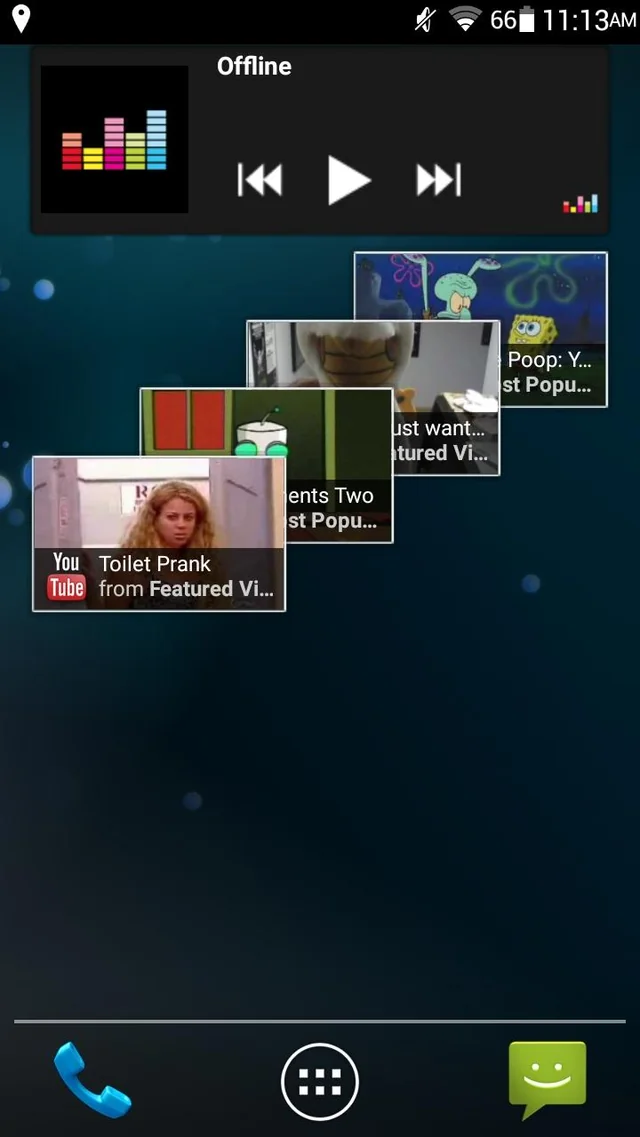 66
11:13AM
Offline
Poop: Y...
st Popu...
ust want...
atured Vi...
ents Two
st Popu...
You
Tube
Toilet Prank
from Featured Vi...